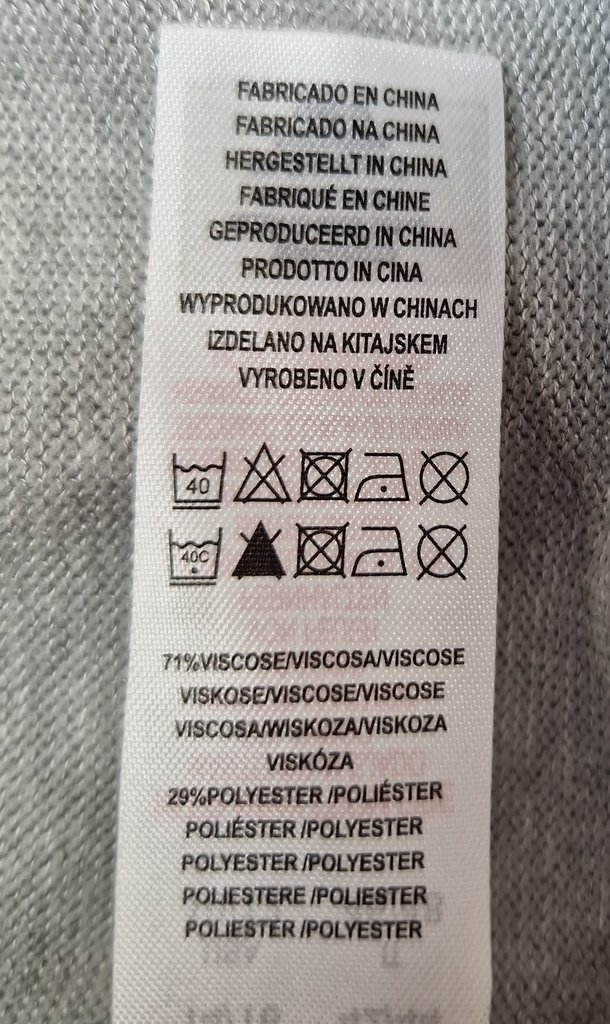 FABRICADO EN CHINA
FABRICADO NA CHINA
HERGESTELLT IN CHINA
FABRIQUÉ EN CHINE
GEPRODUCEERD IN CHINA
PRODOTTO IN CINA
WYPRODUKOWANO W CHINACH
IZDELANO NA KITAJSKEM
VYROBENO V ČÍNĚ
40
40C
71%VISCOSE/VISCOSA/VISCOSE
VISKOSE/VISCOSE/VISCOSE
VISCOSA/WISKOZA/VISKOZA
VISKÓZA
29%POLYESTER /POLIÉSTER
POLIÉSTER /POLYESTER
POLYESTER /POLYESTER
POLIESTERE /POLIESTER
POLIESTER /POLYESTER